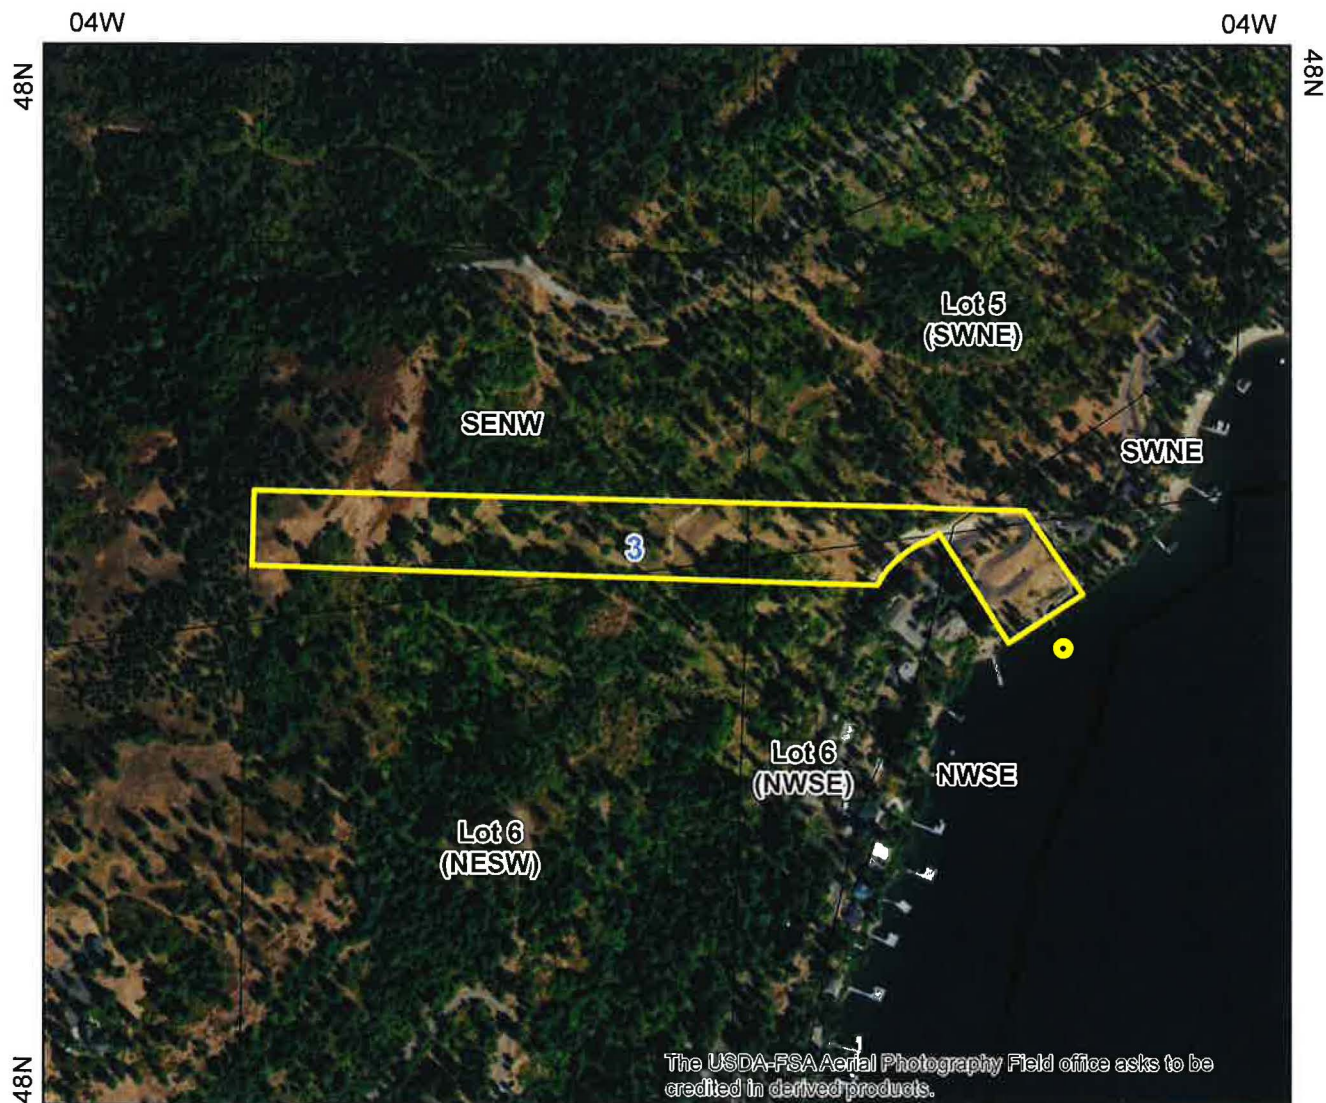 04W
04W
48N
48N
Lot 5
(SWNE)
SENW
SWNE
3
Lot 6
(NWSE)
NWSE
Lot 6
(NESW)
48N
The USDA-FSA Aerial Photography Field office asks to be
credited in derived products.